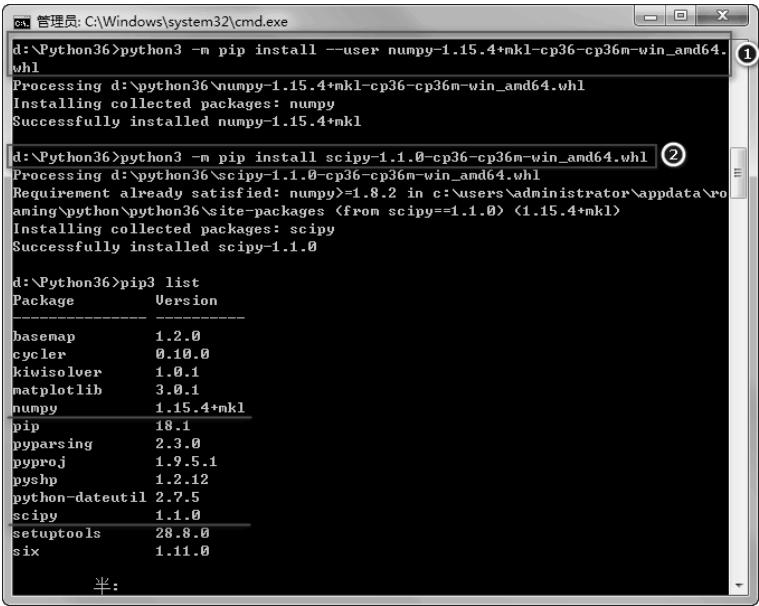 管理员: C:\Windows\system32\cmd.exe
d:\Python36>python3 -m pip install --user numpy-1.15.4+mkl-cp36-cp36m-win_amd64.
whl
①
Processing d:\python36\numpy-1.15.4+mkl-cp36-cp36m-win_amd64.whl
Installing collected packages: numpy
Successfully installed numpy-1.15.4+mkl
d:\Python36>python3 -m pip install scipy-1.1.0-cp36-cp36m-win_amd64.whl ②
Processing d:\python36\scipy-1.1.0-cp36-cp36m-win_amd64.whl
Requirement already satisfied: numpy>=1.8.2 in c:\users\administrator\appdata\ro
aming\python\python36\site-packages (from scipy==1.1.0) (1.15.4+mkl)
Installing collected packages: scipy
Successfully installed scipy-1.1.0
d:\Python36>pip3 list
Package Version
--------------- ----------
basemap 1.2.0
cycler 0.10.0
kiwisolver 1.0.1
matplotlib 3.0.1
numpy 1.15.4+mkl
pip 18.1
pyparsing 2.3.0
pyproj 1.9.5.1
pyshp 1.2.12
python-dateutil 2.7.5
scipy 1.1.0
setuptools 28.8.0
six 1.11.0
半: